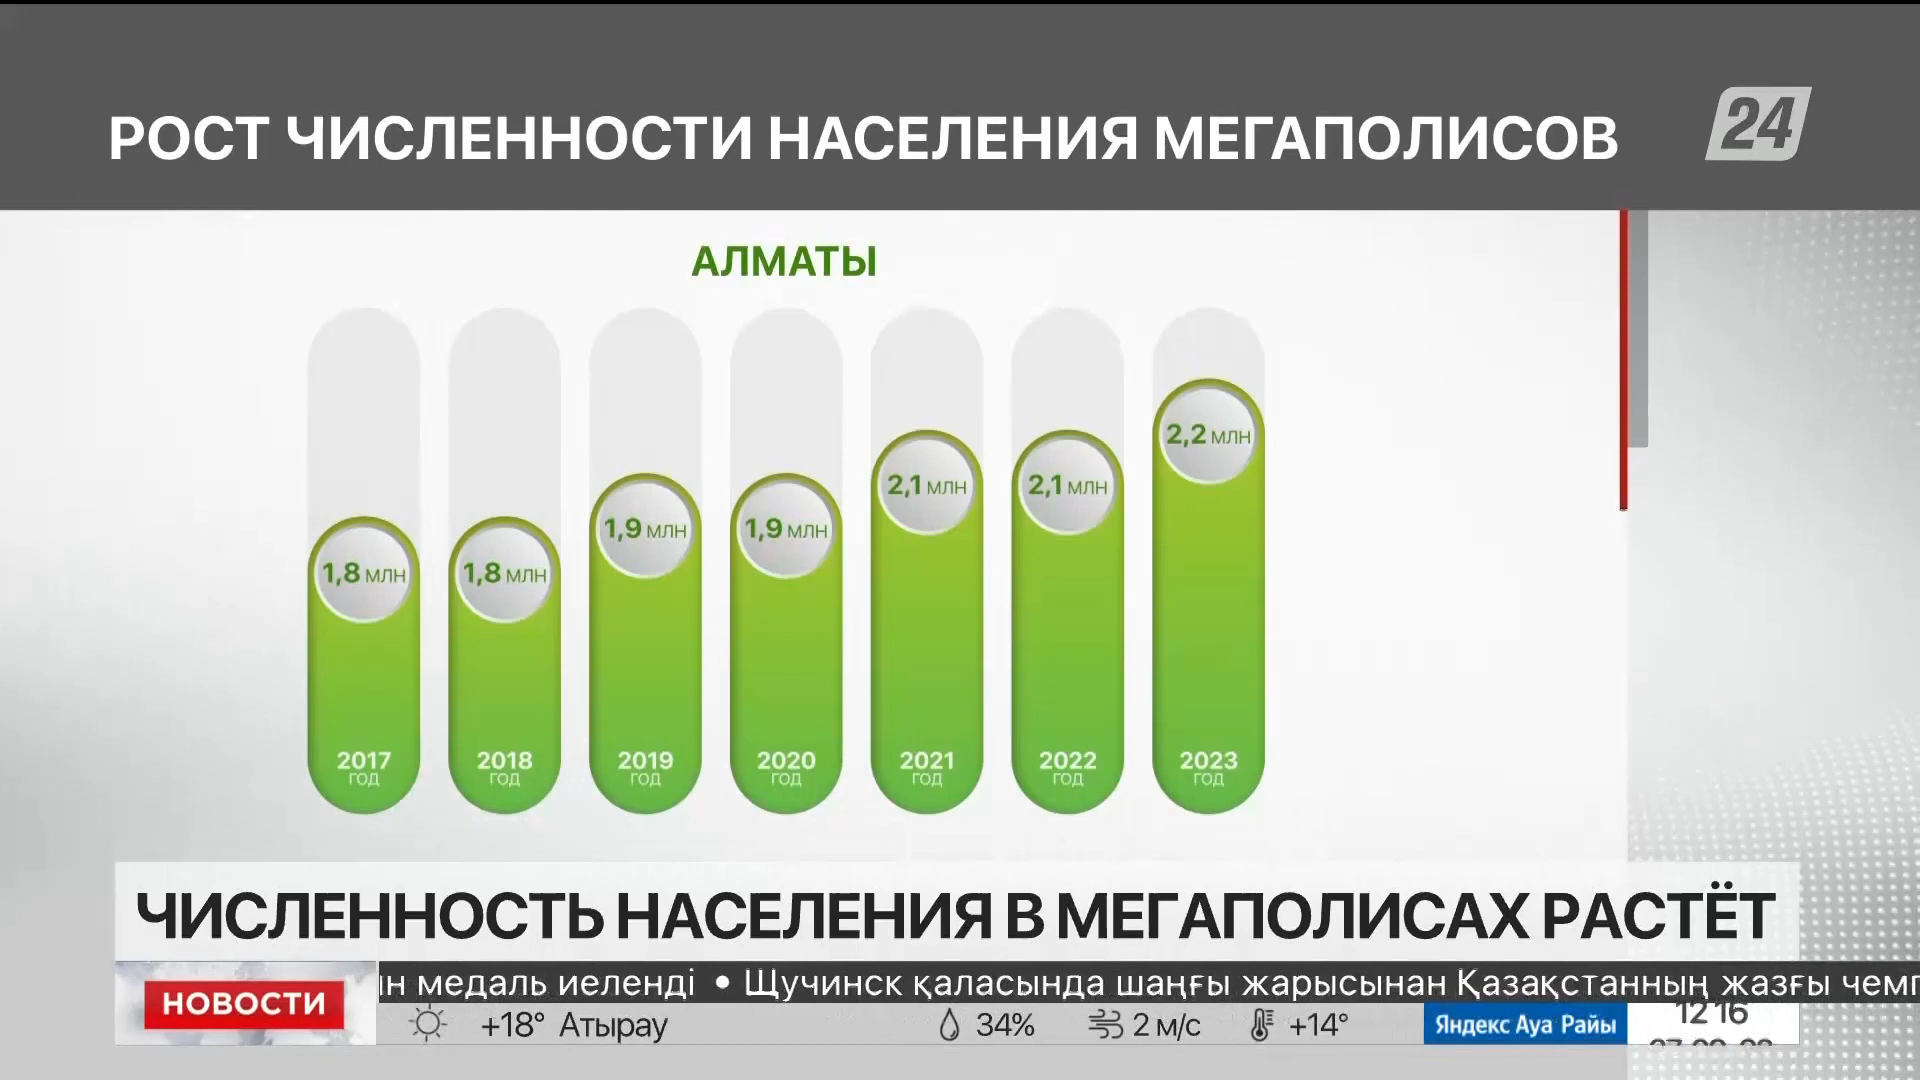 РОСТ ЧИСЛЕННОСТИ НАСЕЛЕНИЯ МЕГАПОЛИСОВ
24
АЛМАТЫ
1,8 МЛН
1,8 МЛН
1,9 МЛН
1,9 МЛН
2,1 МЛН
2,1 МЛН
2,2 МЛН
2017 ГОД
2018 ГОД
2019 ГОД
2020 ГОД
2021 ГОД
2022 ГОД
2023 ГОД
ЧИСЛЕННОСТЬ НАСЕЛЕНИЯ В МЕГАПОЛИСАХ РАСТЁТ
НОВОСТИ
медаль иеленді • Щучинск қаласында шаңғы жарысынан Қазақстанның жазғы
+18° Атырау 34% 2 м/с +14° Яндекс Ауа Райы 12 16